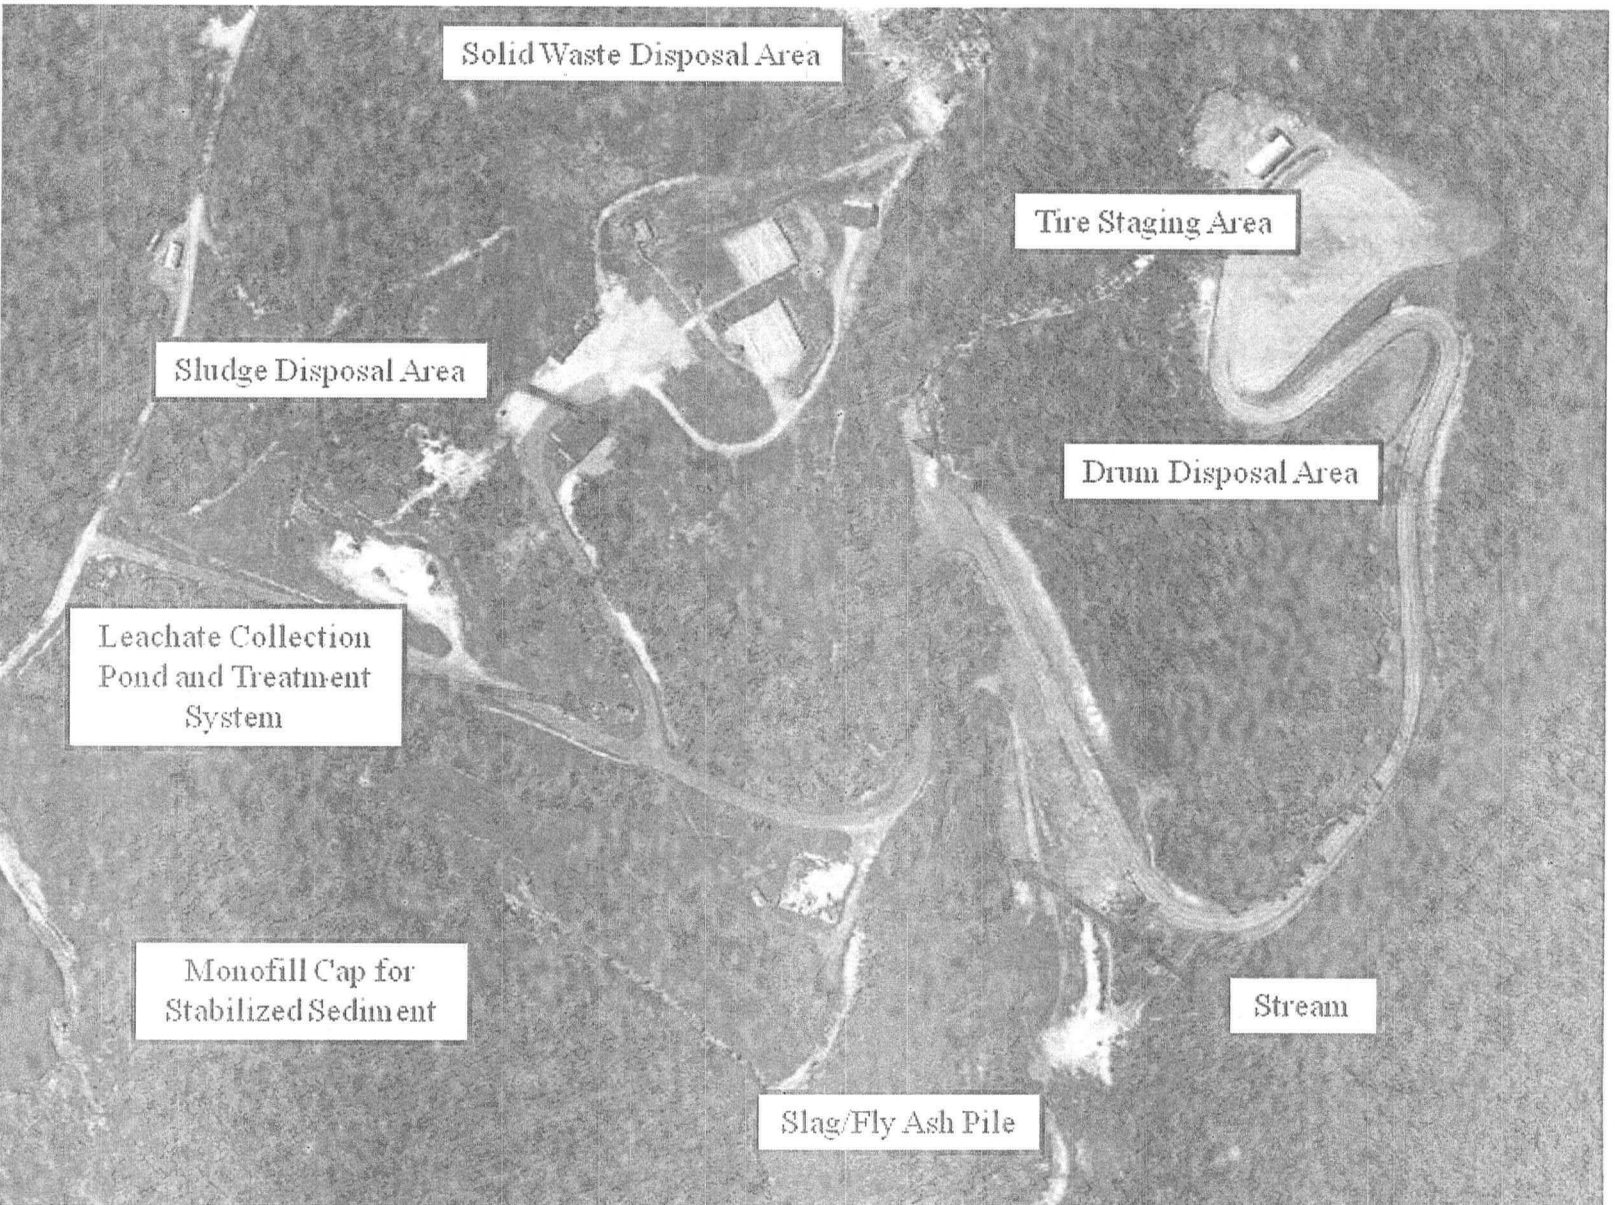 Solid Waste Disposal Area
Tire Staging Area
Sludge Disposal Area
Drum Disposal Area
Leachate Collection
Pond and Treatment
System
Monofill Cap for
Stabilized Sediment
Stream
Slag/Fly Ash Pile